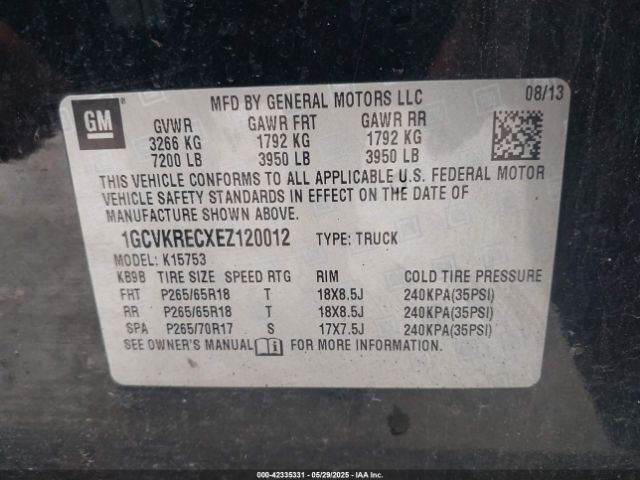 MFD BY GENERAL MOTORS LLC 08/13
GM
GVWR GAWR FRT GAWR RR
3266 KG 1792 KG 1792 KG
7200 LB 3950 LB 3950 LB
THIS VEHICLE CONFORMS TO ALL APPLICABLE U.S. FEDERAL MOTOR
VEHICLE SAFETY STANDARDS IN EFFECT ON THE DATE OF
MANUFACTURE SHOWN ABOVE.
1GCVKRECXEZ120012 TYPE: TRUCK
MODEL: K15753
KB9B TIRE SIZE SPEED RTG RIM COLD TIRE PRESSURE
FRT P265/65R18 T 18X8.5J 240KPA(35PSI)
RR P265/65R18 T 18X8.5J 240KPA(35PSI)
SPA P265/70R17 S 17X7.5J 240KPA(35PSI)
SEE OWNER'S MANUAL FOR MORE INFORMATION.
000-42335331 - 05/29/2025 - IAAI.COM